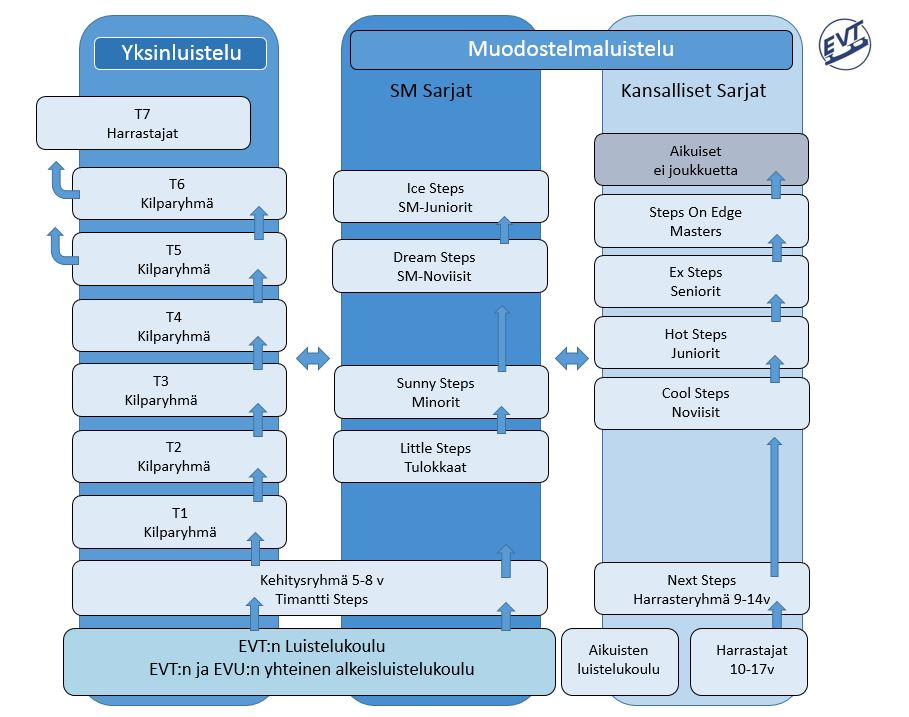 Yksinluistelu
Muodostelmaluistelu
EVT
SM Sarjat
Kansalliset Sarjat
T7
Harrastajat
T6
Kilparyhmä
T5
Kilparyhmä
T4
Kilparyhmä
T3
Kilparyhmä
T2
Kilparyhmä
T1
Kilparyhmä
Ice Steps
SM-Juniorit
Dream Steps
SM-Noviisit
Sunny Steps
Minorit
Little Steps
Tulokkaat
Aikuiset
ei joukkuetta
Steps On Edge
Masters
Ex Steps
Seniorit
Hot Steps
Juniorit
Cool Steps
Noviisit
Kehitysryhmä 5-8 v
Timantti Steps
Next Steps
Harrasteryhmä 9-14v
EVT:n Luistelukoulu
EVT:n ja EVU:n yhteinen alkeisluistelukoulu
Aikuisten
luistelukoulu
Harrastajat
10-17v